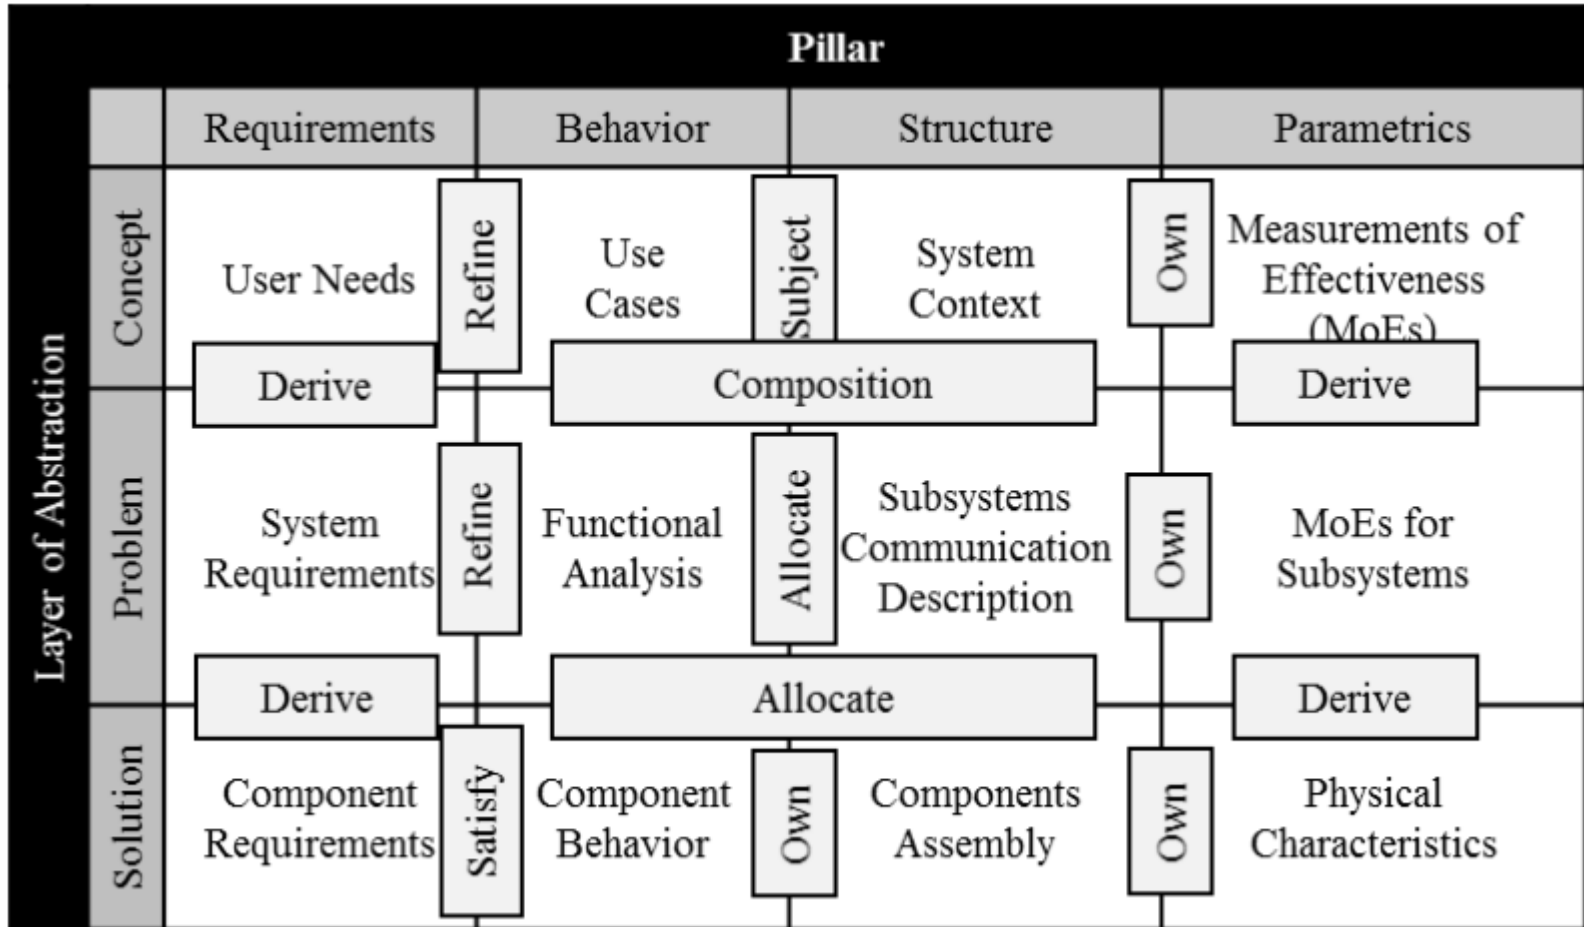 Pillar
Requirements
Behavior
Structure
Parametrics
Layer of Abstraction
Concept
User Needs
Refine
Use
Cases
Subject
System
Context
Own
Measurements of
Effectiveness
(MoEs)
Derive
Composition
Derive
Problem
System
Requirements
Refine
Functional
Analysis
Allocate
Subsystems
Communication
Description
Own
MoEs for
Subsystems
Derive
Allocate
Derive
Solution
Component
Requirements
Satisfy
Component
Behavior
Own
Components
Assembly
Own
Physical
Characteristics